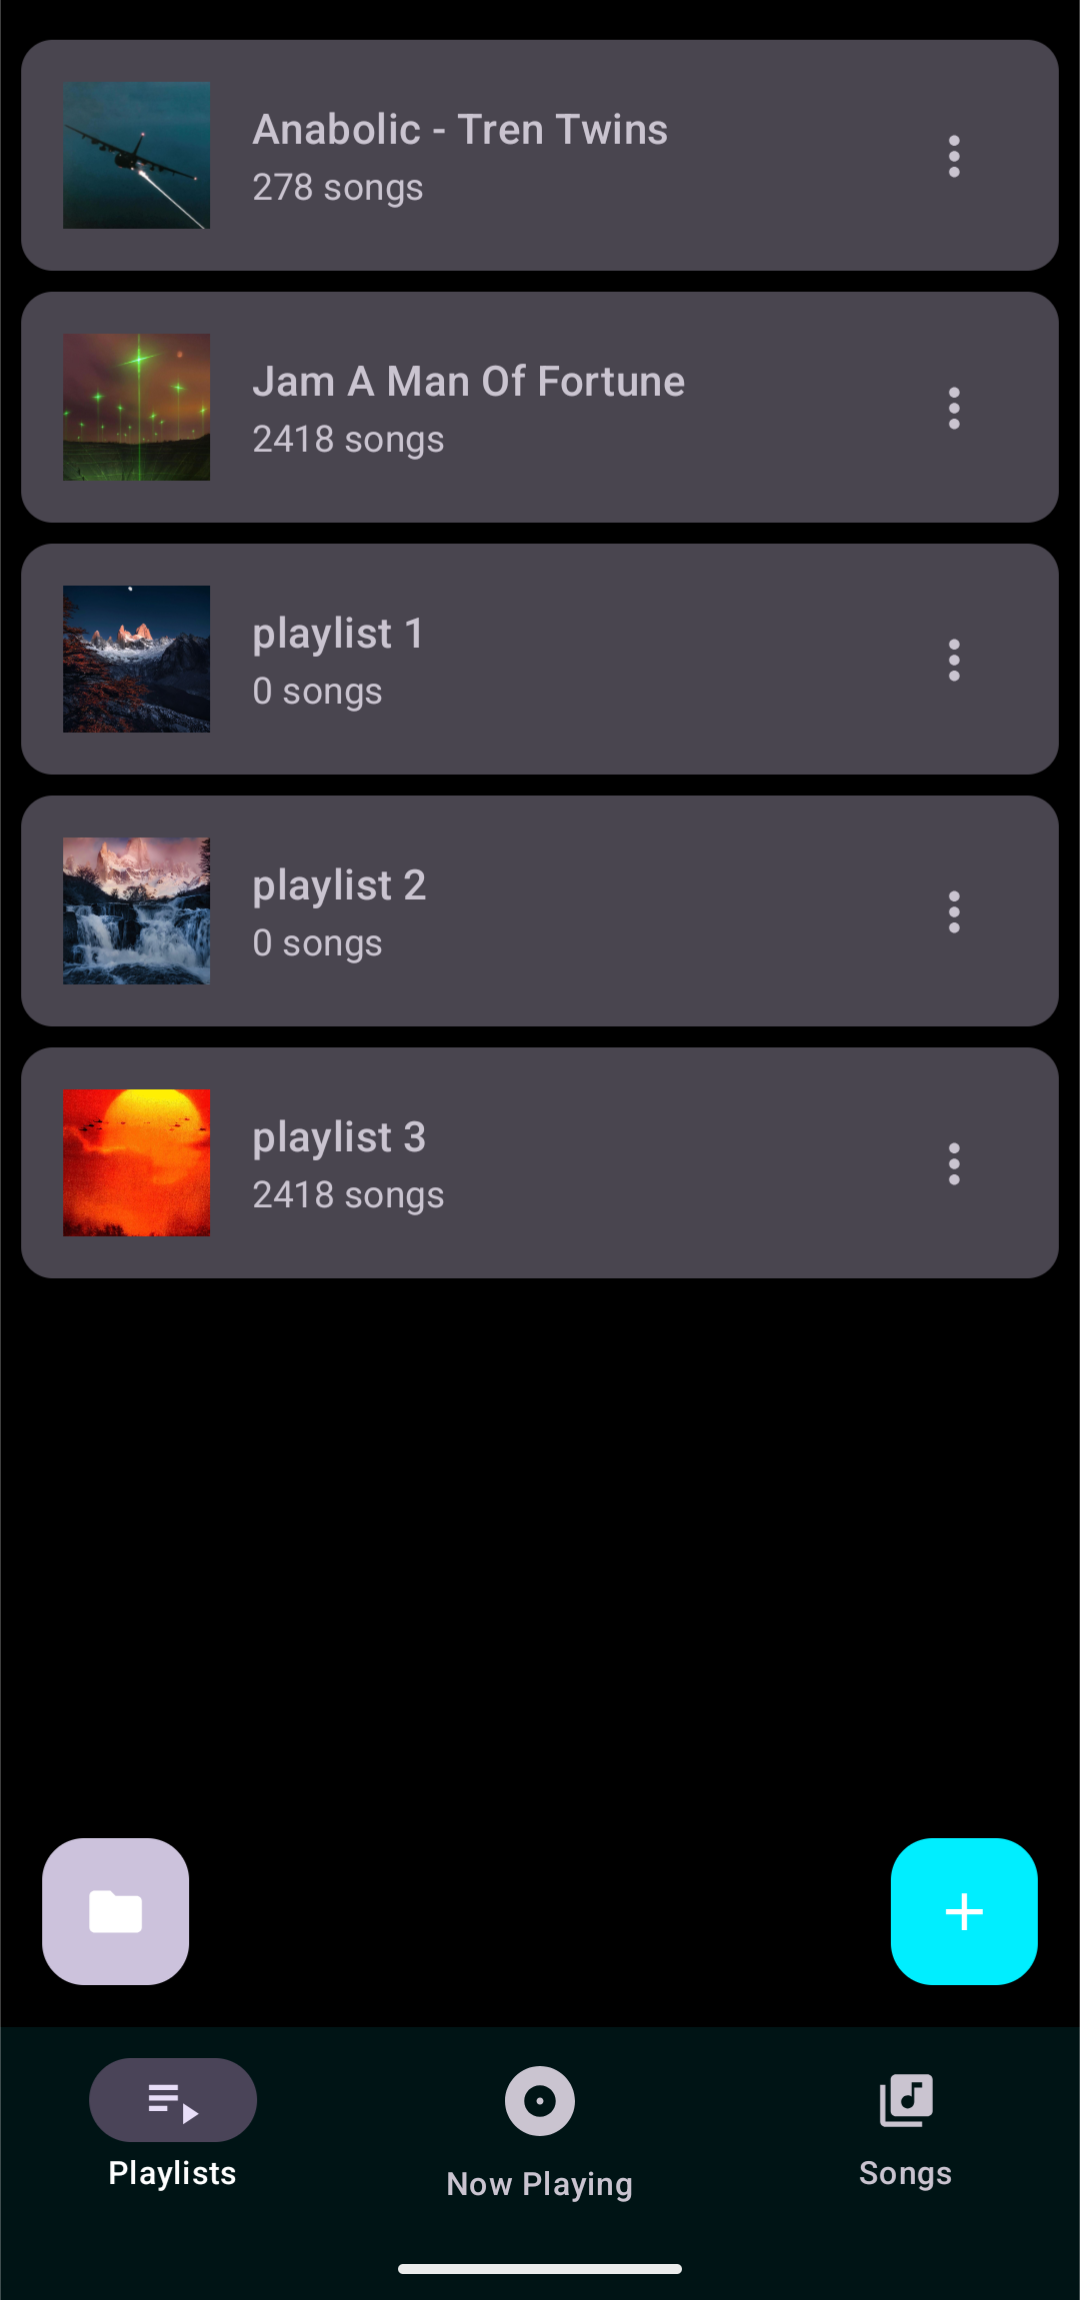 Anabolic - Tren Twins
278 songs
Jam A Man Of Fortune
2418 songs
playlist 1
0 songs
playlist 2
0 songs
playlist 3
2418 songs
Playlists
Now Playing
Songs